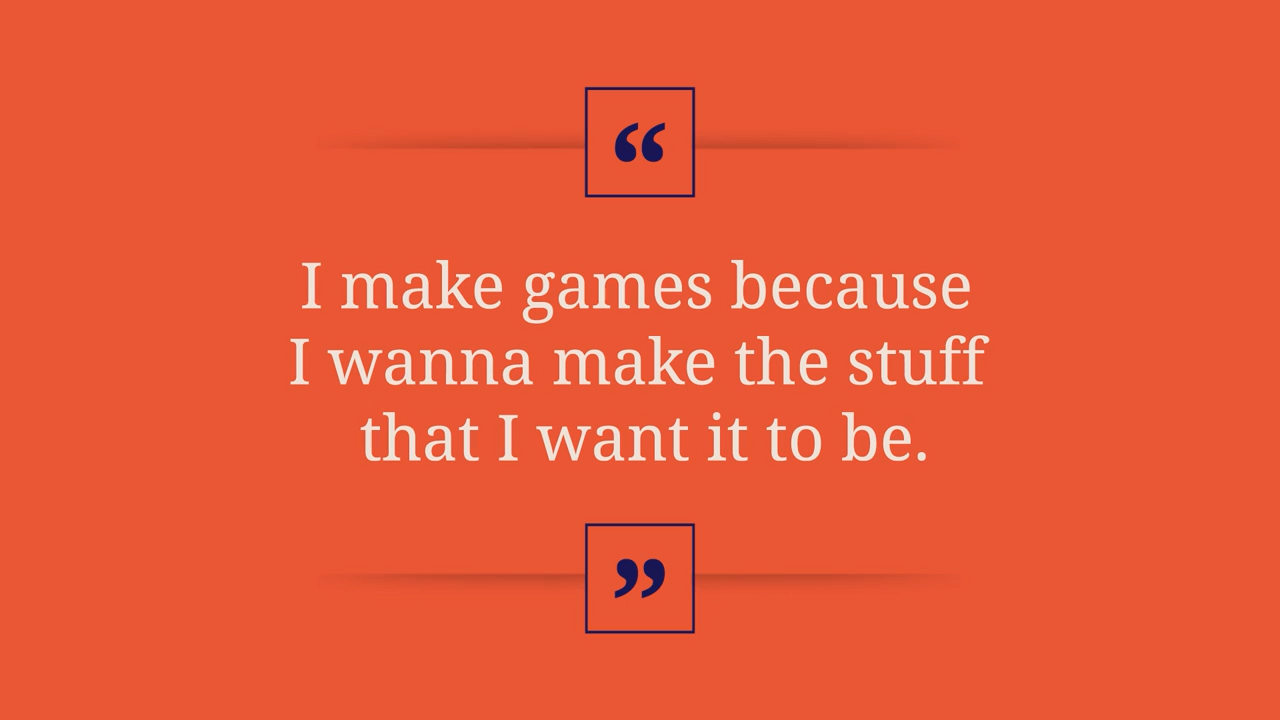 “
I make games because
I wanna make the stuff
that I want it to be.
”